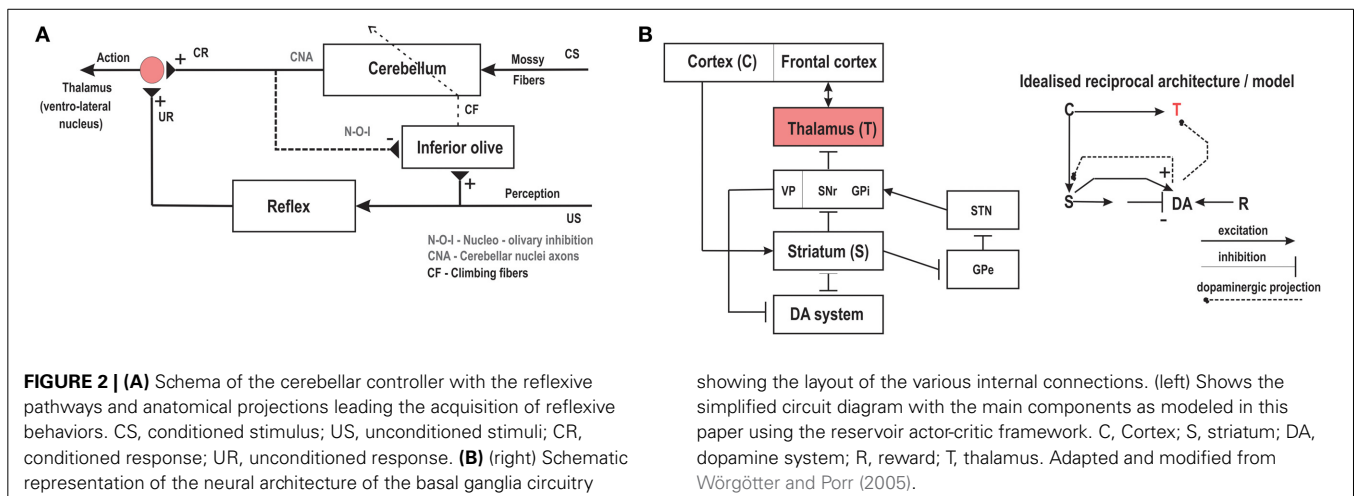 A
Action
Thalamus
(ventro-lateral
nucleus)
+
CR
CNA
Cerebellum
Mossy
Fibers
CS
+
UR
CF
N-O-I
-
Inferior olive
+
Reflex
Perception
US
N-O-I - Nucleo - olivary inhibition
CNA - Cerebellar nuclei axons
CF - Climbing fibers
B
Cortex (C)
Frontal cortex
Thalamus (T)
VP
SNr
GPi
STN
Striatum (S)
GPe
DA system
Idealised reciprocal architecture / model
C
T
+
S
DA
R
-
excitation
inhibition
dopaminergic projection
FIGURE 2 | (A) Schema of the cerebellar controller with the reflexive
pathways and anatomical projections leading the acquisition of reflexive
behaviors. CS, conditioned stimulus; US, unconditioned stimuli; CR,
conditioned response; UR, unconditioned response. (B) (right) Schematic
representation of the neural architecture of the basal ganglia circuitry
showing the layout of the various internal connections. (left) Shows the
simplified circuit diagram with the main components as modeled in this
paper using the reservoir actor-critic framework. C, Cortex; S, striatum; DA,
dopamine system; R, reward; T, thalamus. Adapted and modified from
Wörgötter and Porr (2005).